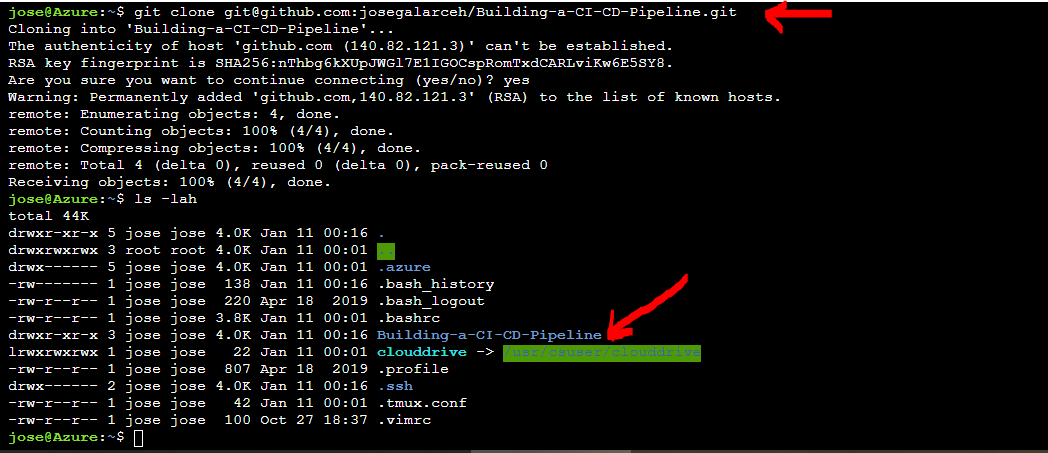 jose@Azure:~$ git clone git@github.com:josegalarceh/Building-a-CI-CD-Pipeline.git
Cloning into 'Building-a-CI-CD-Pipeline'...
The authenticity of host 'github.com (140.82.121.3)' can't be established.
RSA key fingerprint is SHA256:nThbg6kXUpJWGl7E1IGOCspRomTxdCARLviKw6E5SY8.
Are you sure you want to continue connecting (yes/no)? yes
Warning: Permanently added 'github.com,140.82.121.3' (RSA) to the list of known hosts.
remote: Enumerating objects: 4, done.
remote: Counting objects: 100% (4/4), done.
remote: Compressing objects: 100% (4/4), done.
remote: Total 4 (delta 0), reused 0 (delta 0), pack-reused 0
Receiving objects: 100% (4/4), done.
jose@Azure:~$ ls -lah
total 44K
drwxr-xr-x 5 jose jose 4.0K Jan 11 00:16 .
drwxrwxrwx 3 root root 4.0K Jan 11 00:01 ..
drwx------ 5 jose jose 4.0K Jan 11 00:01 .azure
-rw------- 1 jose jose  138 Jan 11 00:16 .bash_history
-rw-r--r-- 1 jose jose  220 Apr 18  2019 .bash_logout
-rw-r--r-- 1 jose jose 3.8K Jan 11 00:01 .bashrc
drwxr-xr-x 3 jose jose 4.0K Jan 11 00:16 Building-a-CI-CD-Pipeline
lrwxrwxrwx 1 jose jose   22 Jan 11 00:01 clouddrive -> /usr/csuser/clouddrive
-rw-r--r-- 1 jose jose  807 Apr 18  2019 .profile
drwx------ 2 jose jose 4.0K Jan 11 00:16 .ssh
-rw-r--r-- 1 jose jose   42 Jan 11 00:01 .tmux.conf
-rw-r--r-- 1 jose jose  100 Oct 27 18:37 .vimrc
jose@Azure:~$